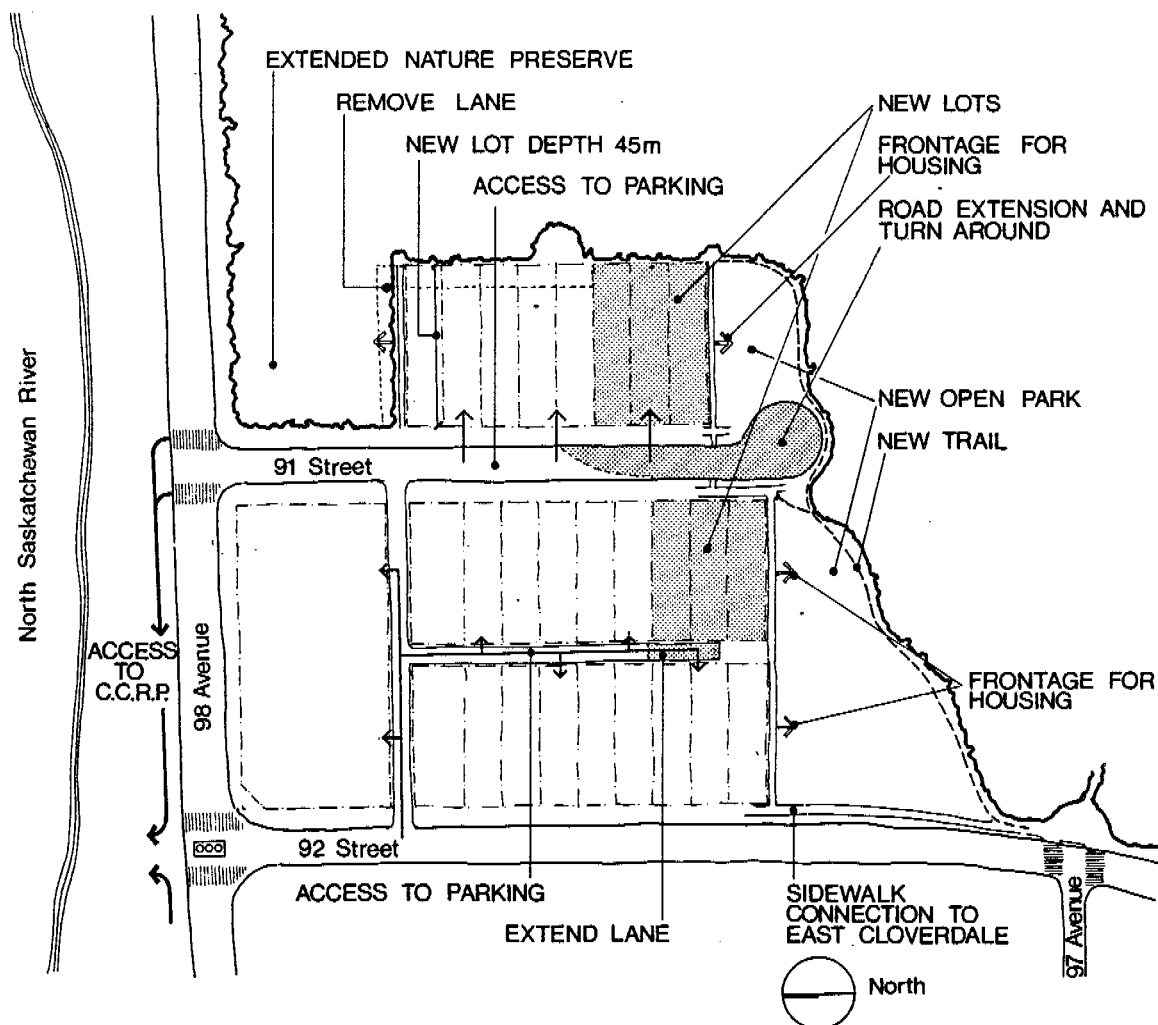 EXTENDED NATURE PRESERVE
REMOVE LANE
NEW LOT DEPTH 45m
ACCESS TO PARKING
NEW LOTS
FRONTAGE FOR
HOUSING
ROAD EXTENSION AND
TURN AROUND
NEW OPEN PARK
NEW TRAIL
91 Street
North Saskatchewan River
ACCESS
TO
C.C.R.P.
98 Avenue
FRONTAGE FOR
HOUSING
92 Street
ACCESS TO PARKING
EXTEND LANE
SIDEWALK
CONNECTION TO
EAST CLOVERDALE
97 Avenue
North